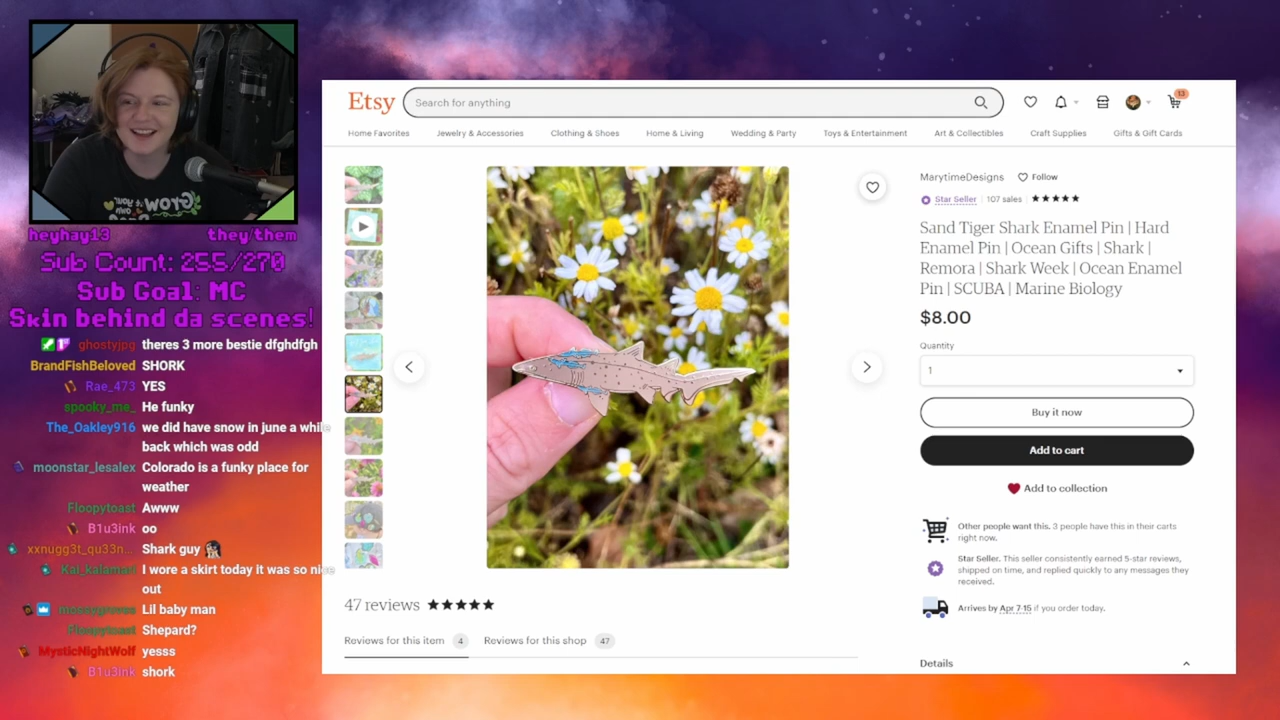 heyhay13 they/them
Sub Count: 255/270
Sub Goal: MC
Skin behind da scenes!
ghostyjpg theres 3 more bestie dfghdfgh
BrandFishBeloved SHORK
Rae_473 YES
spooky_me_ He funky
The_Oakley916 we did have snow in june a while
back which was odd
moonstar_lesalex Colorado is a funky place for
weather
Floopytoast Awww
B1u3ink oo
xxnugg3t_qu33n... Shark guy
Kai_kalamari I wore a skirt today it was so nice
out
mossygroves Lil baby man
Floopytoast Shepard?
MysticNightWolf yesss
B1u3ink shork
Etsy
Search for anything
13
Home Favorites Jewelry & Accessories Clothing & Shoes Home & Living Wedding & Party Toys & Entertainment Art & Collectibles Craft Supplies Gifts & Gift Cards
MarytimeDesigns Follow
Star Seller | 107 sales |
Sand Tiger Shark Enamel Pin | Hard
Enamel Pin | Ocean Gifts | Shark |
Remora | Shark Week | Ocean Enamel
Pin | SCUBA | Marine Biology
$8.00
Quantity
1
Buy it now
Add to cart
Add to collection
Other people want this. 3 people have this in their carts
right now.
Star Seller. This seller consistently earned 5-star reviews,
shipped on time, and replied quickly to any messages they
received.
Arrives by Apr 7-15 if you order today.
Details
47 reviews
Reviews for this item 4 Reviews for this shop 47